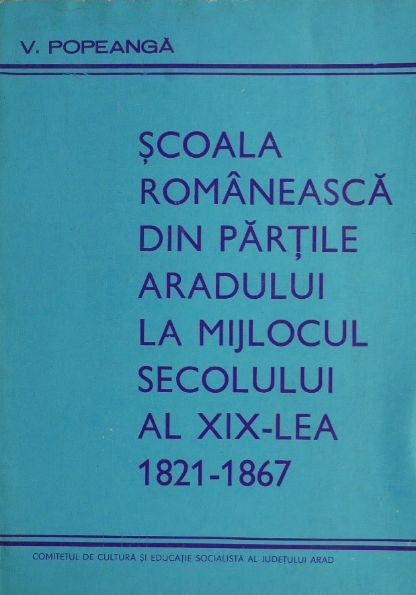 V. POPEANGĂ
ȘCOALA
ROMÂNEASCĂ
DIN PĂRȚILE
ARADULUI
LA MIJLOCUL
SECOLULUI
AL XIX-LEA
1821-1867
COMITETUL DE CULTURĂ ȘI EDUCAȚIE SOCIALISTĂ AL JUDEȚULUI ARAD